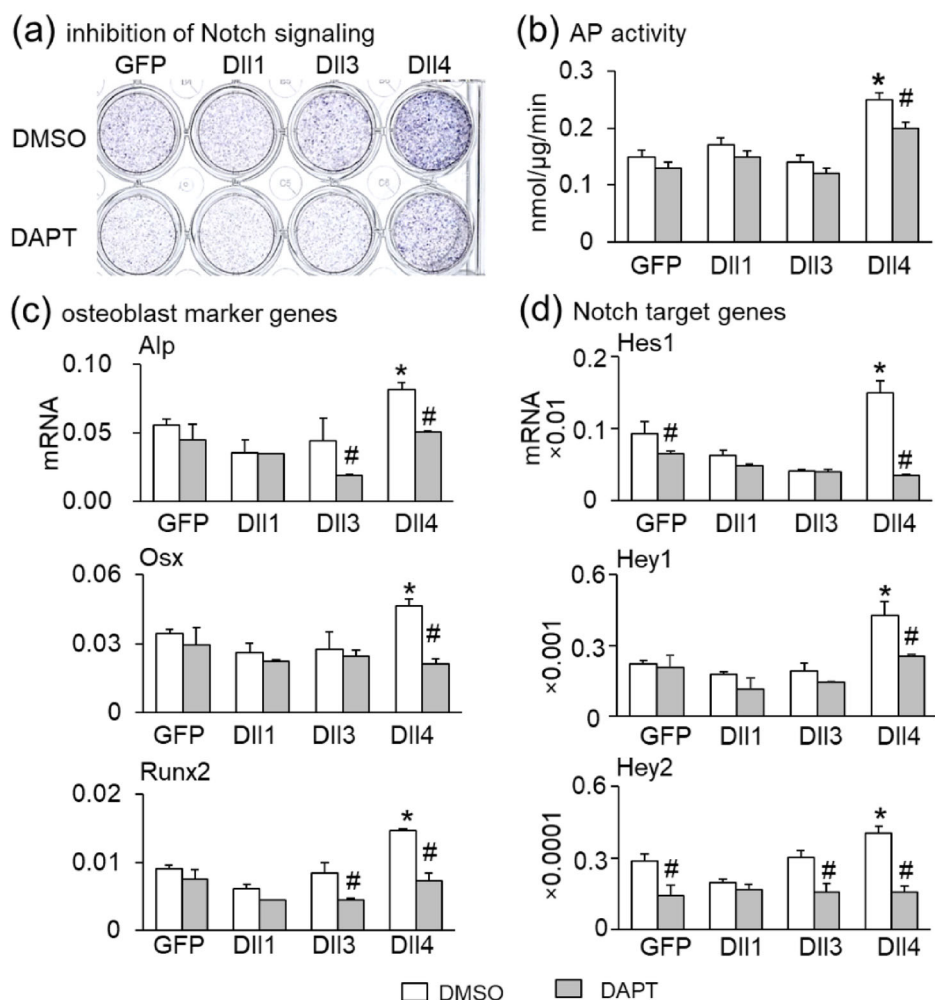 (a) inhibition of Notch signaling
GFP Dll1 Dll3 Dll4
DMSO
DAPT
(b) AP activity
nmol/μg/min
0.3
0.2
0.1
0
* #
GFP Dll1 Dll3 Dll4
(c) osteoblast marker genes
Alp
mRNA
0.10
0.05
0.00
# * #
GFP Dll1 Dll3 Dll4
Osx
0.06
0.03
0
* #
GFP Dll1 Dll3 Dll4
Runx2
0.02
0.01
0
# * #
GFP Dll1 Dll3 Dll4
(d) Notch target genes
Hes1
mRNA
×0.01
0.2
0.1
0
# * #
GFP Dll1 Dll3 Dll4
Hey1
×0.001
0.6
0.3
0
* #
GFP Dll1 Dll3 Dll4
Hey2
×0.0001
0.6
0.3
0
# # * #
GFP Dll1 Dll3 Dll4
DMSO DAPT